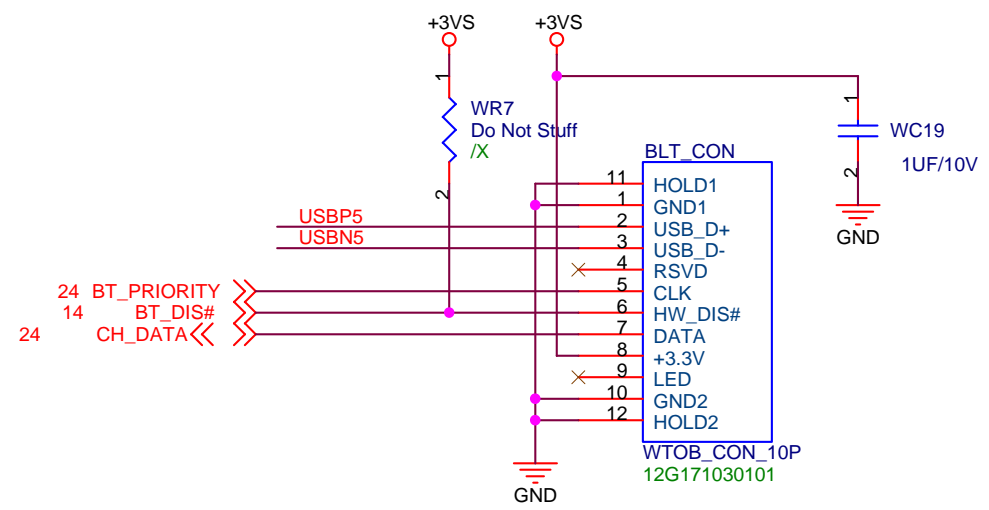 +3VS
+3VS
1
WR7
Do Not Stuff
/X
2
1
WC19
1UF/10V
2
GND
BLT_CON
11 HOLD1
1 GND1
USBP5 2 USB_D+
USBN5 3 USB_D-
4 RSVD
24 BT_PRIORITY 5 CLK
14 BT_DIS# 6 HW_DIS#
24 CH_DATA 7 DATA
8 +3.3V
9 LED
10 GND2
12 HOLD2
WTOB_CON_10P
12G171030101
GND